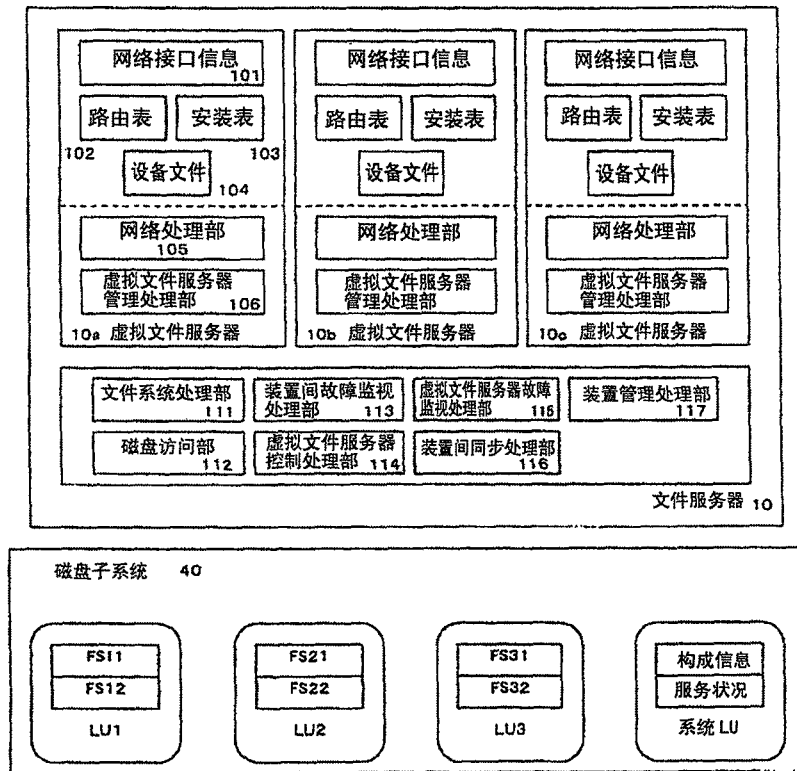 网络接口信息 网络接口信息 网络接口信息
101
路由表 安装表 路由表 安装表 路由表 安装表
102 103
设备文件 设备文件 设备文件
104
网络处理部 网络处理部 网络处理部
105
虚拟文件服务器 虚拟文件服务器 虚拟文件服务器
管理处理部 106 管理处理部 管理处理部
10a 虚拟文件服务器 10b 虚拟文件服务器 10c 虚拟文件服务器
文件系统处理部 装置间故障监视 虚拟文件服务器故障 装置管理处理部
111 处理部 113 监视处理部 115 117
磁盘访问部 虚拟文件服务器 装置间同步处理部
112 控制处理部 114 116
文件服务器 10
磁盘子系统 40
FS11 FS21 FS31 构成信息
FS12 FS22 FS32 服务状况
LU1 LU2 LU3 系统 LU